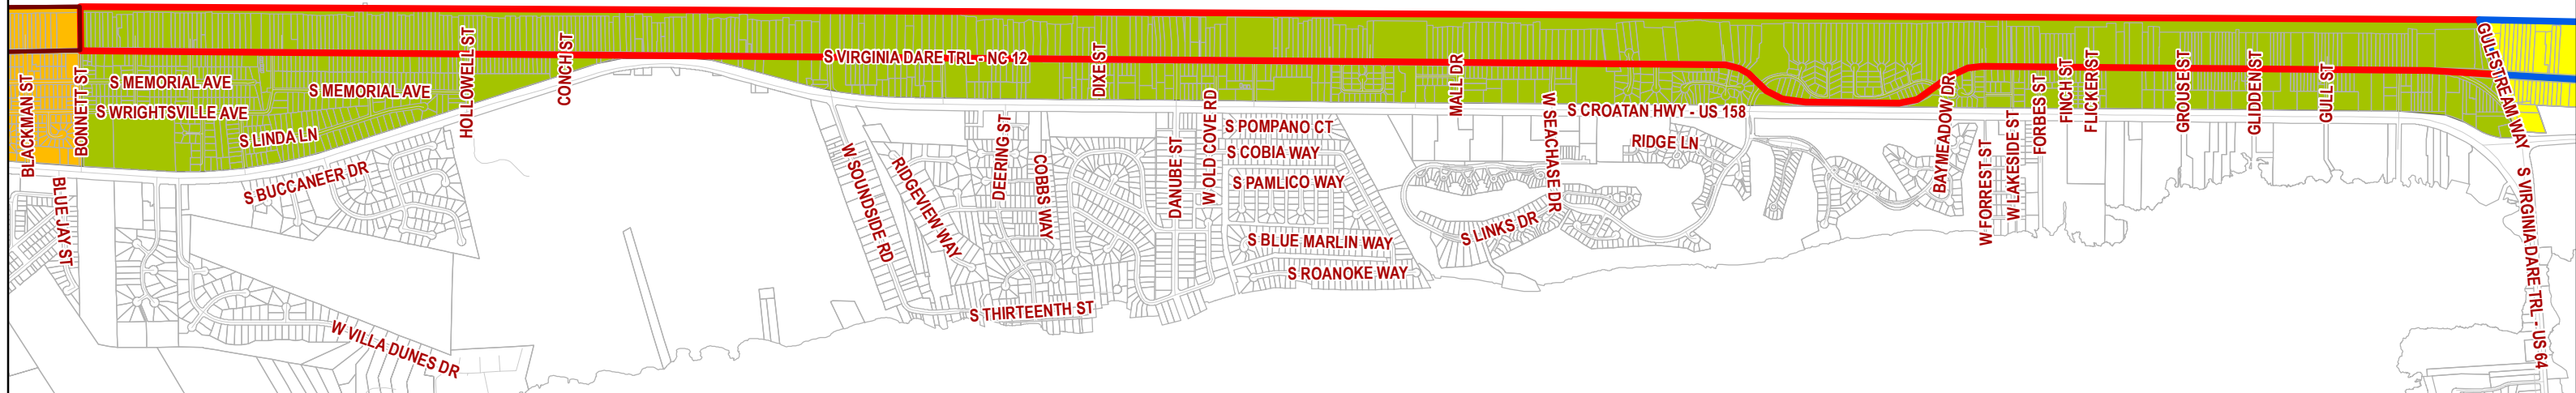 BLACKMAN ST
BONNETT ST
S MEMORIAL AVE
S WRIGHTSVILLE AVE
S MEMORIAL AVE
S LINDA LN
HOLLOWELL ST
CONCH ST
S VIRGINIA DARE TRL - NC 12
DIXE ST
MALL DR
S CROATAN HWY - US 158
W SEACHASE DR
RIDGE LN
BAYMEADOW DR
W FORREST ST
W LAKESIDE ST
FORBES ST
FINCH ST
FLICKER ST
GROUSE ST
GLIDDEN ST
GULL ST
GULFSTREAM WAY
S VIRGINIA DARE TRL - US 64
BLUE JAY ST
S BUCCANEER DR
W VILLA DUNES DR
W SOUNDSIDE RD
RIDGEVIEW WAY
DEERING ST
COBBS WAY
DANUBE ST
W OLD COVE RD
S POMPANO CT
S COBIA WAY
S PAMLICO WAY
S BLUE MARLIN WAY
S ROANOKE WAY
S LINKS DR
S THIRTEENTH ST